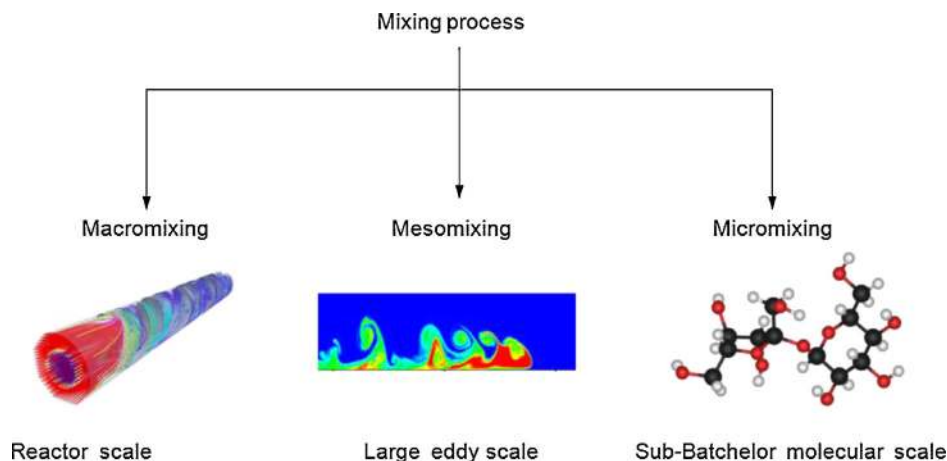 Mixing process
Macromixing
Mesomixing
Micromixing
Reactor scale
Large eddy scale
Sub-Batchelor molecular scale